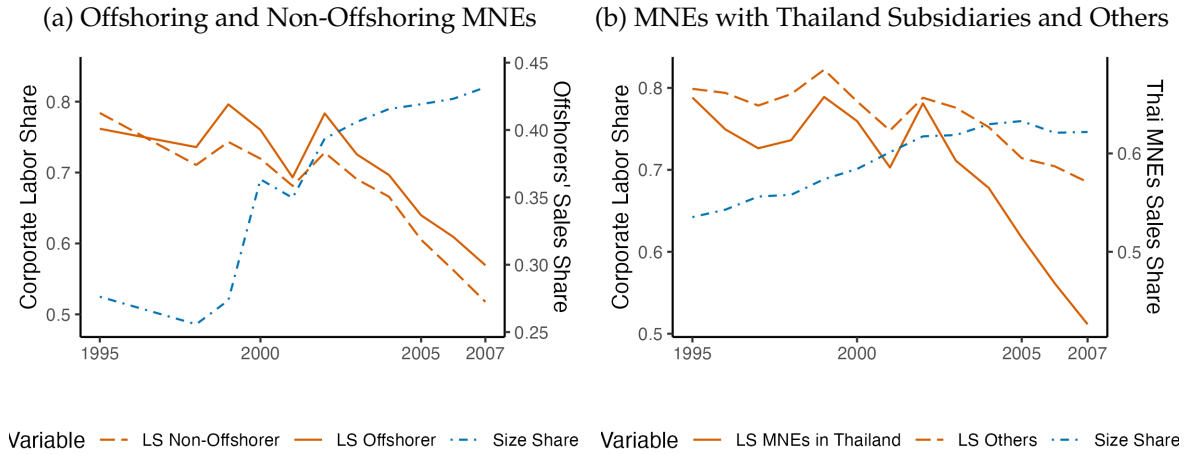 (a) Offshoring and Non-Offshoring MNEs
Corporate Labor Share
0.8
0.7
0.6
0.5
0.45
0.40
0.35
0.30
0.25
Offshorers' Sales Share
1995
2000
2005
2007
Variable
LS Non-Offshorer
LS Offshorer
Size Share
(b) MNEs with Thailand Subsidiaries and Others
Corporate Labor Share
0.8
0.7
0.6
0.5
0.6
0.5
Thai MNEs Sales Share
1995
2000
2005
2007
Variable
LS MNEs in Thailand
LS Others
Size Share